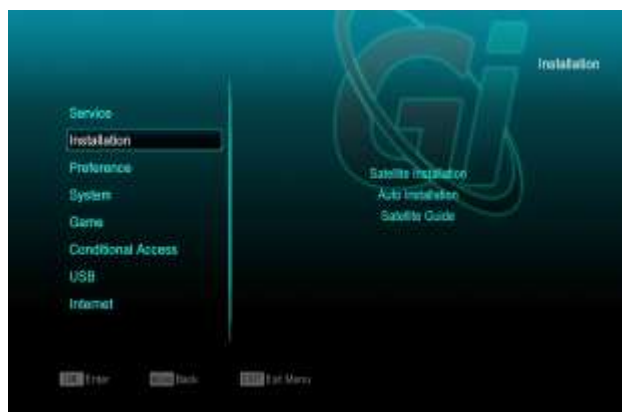 Installation
Service
Installation
Preference
System
Game
Conditional Access
USB
Internet
Satellite Installation
Auto Installation
Satellite Guide
Enter
Back
Exit Menu